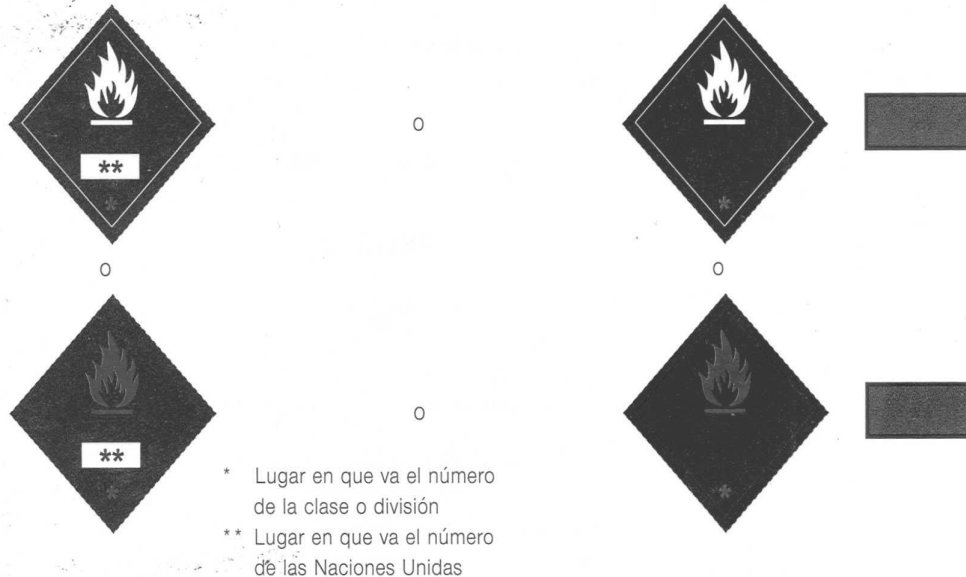 **
*
o
*
o
o
**
*
o
*
* Lugar en que va el número
de la clase o división
** Lugar en que va el número
de las Naciones Unidas